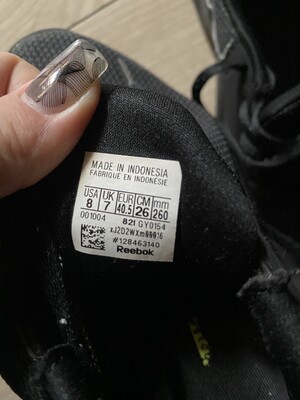 MADE IN INDONESIA
FABRIQUE EN INDONÉSIE
USA UK EUR CM mm
8 7 40.5 26 260
001004 821 GY0154
#128463140
Reebok